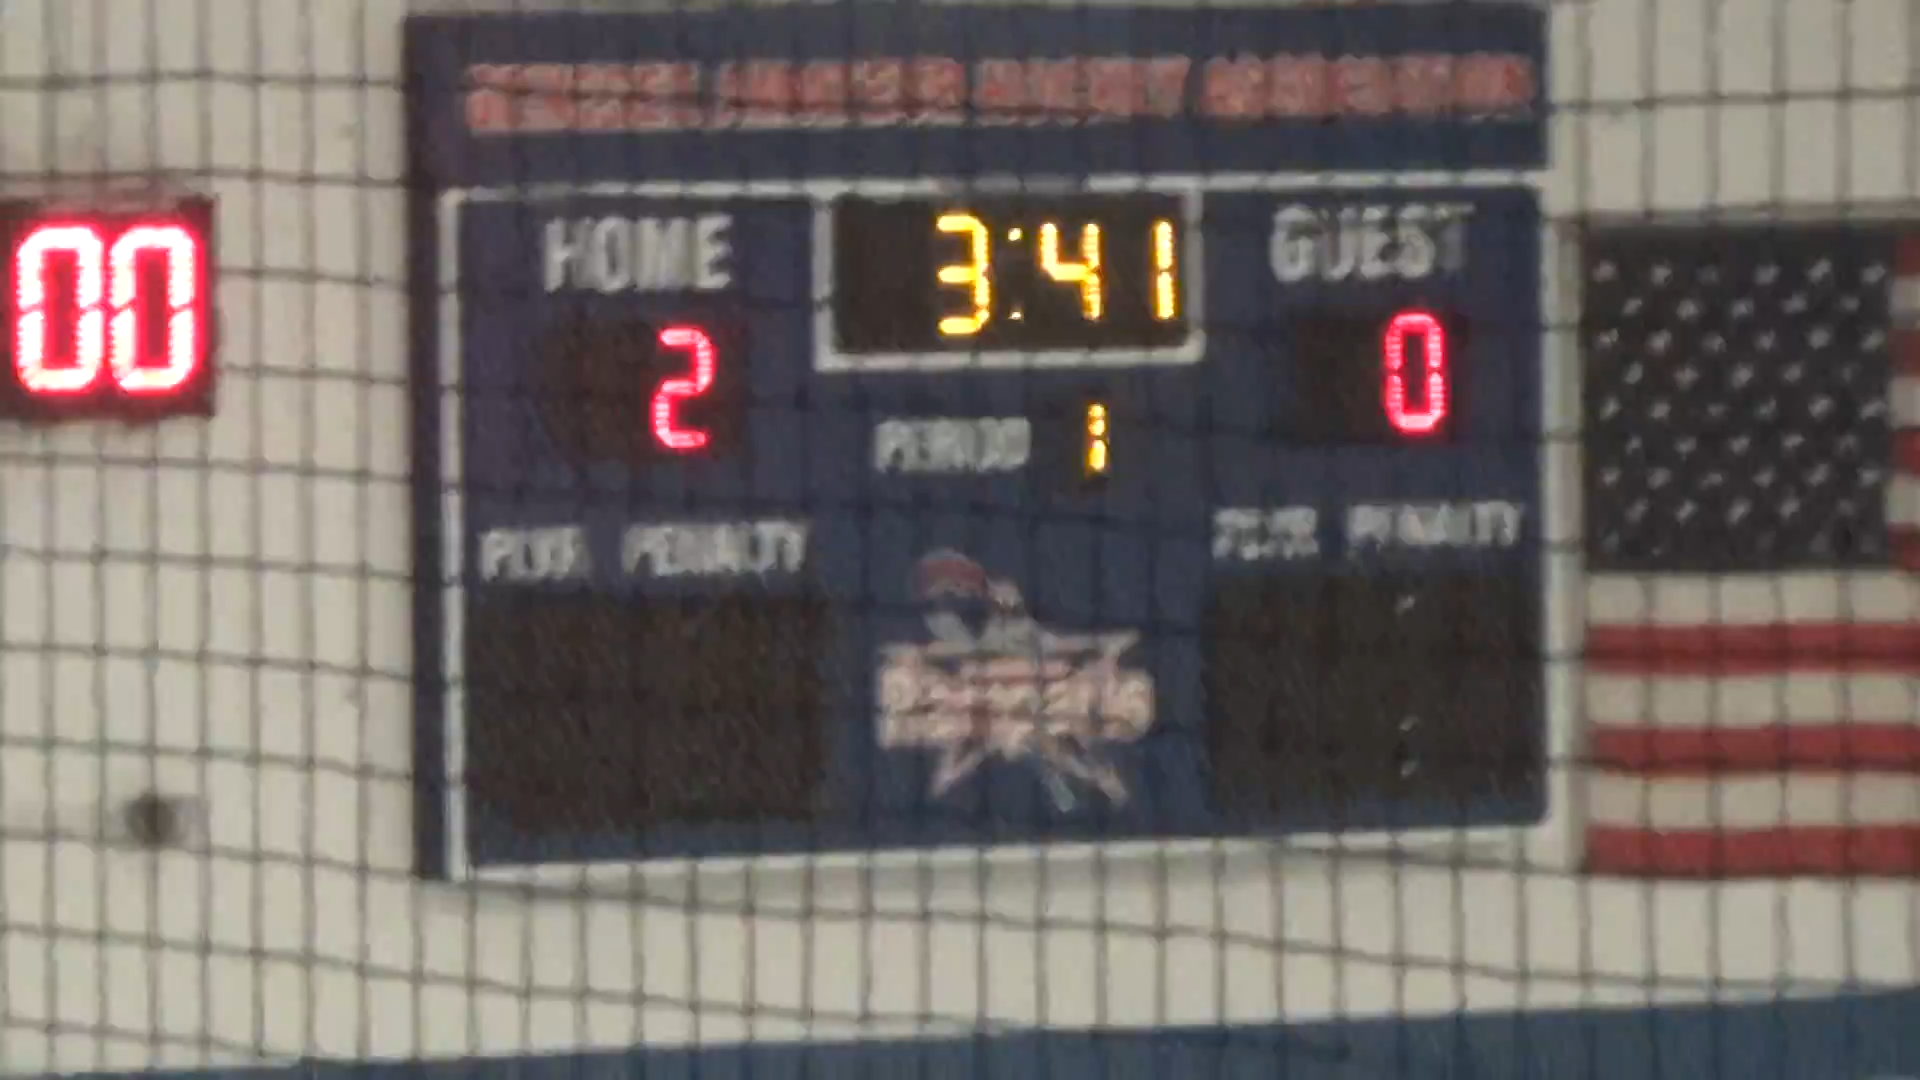 00
HOME 3:41 GUEST
2 0
PERIOD 1
PLYR PENALTY PLYR PENALTY